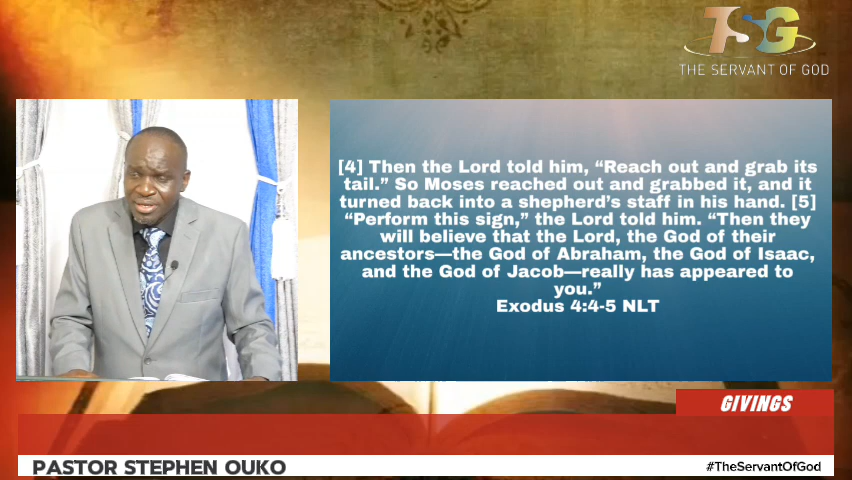 TSG
THE SERVANT OF GOD
[4] Then the Lord told him, “Reach out and grab its
tail.” So Moses reached out and grabbed it, and it
turned back into a shepherd’s staff in his hand. [5]
“Perform this sign,” the Lord told him. “Then they
will believe that the Lord, the God of their
ancestors—the God of Abraham, the God of Isaac,
and the God of Jacob—really has appeared to
you.”
Exodus 4:4-5 NLT
GIVINGS
PASTOR STEPHEN OUKO
#TheServantOfGod